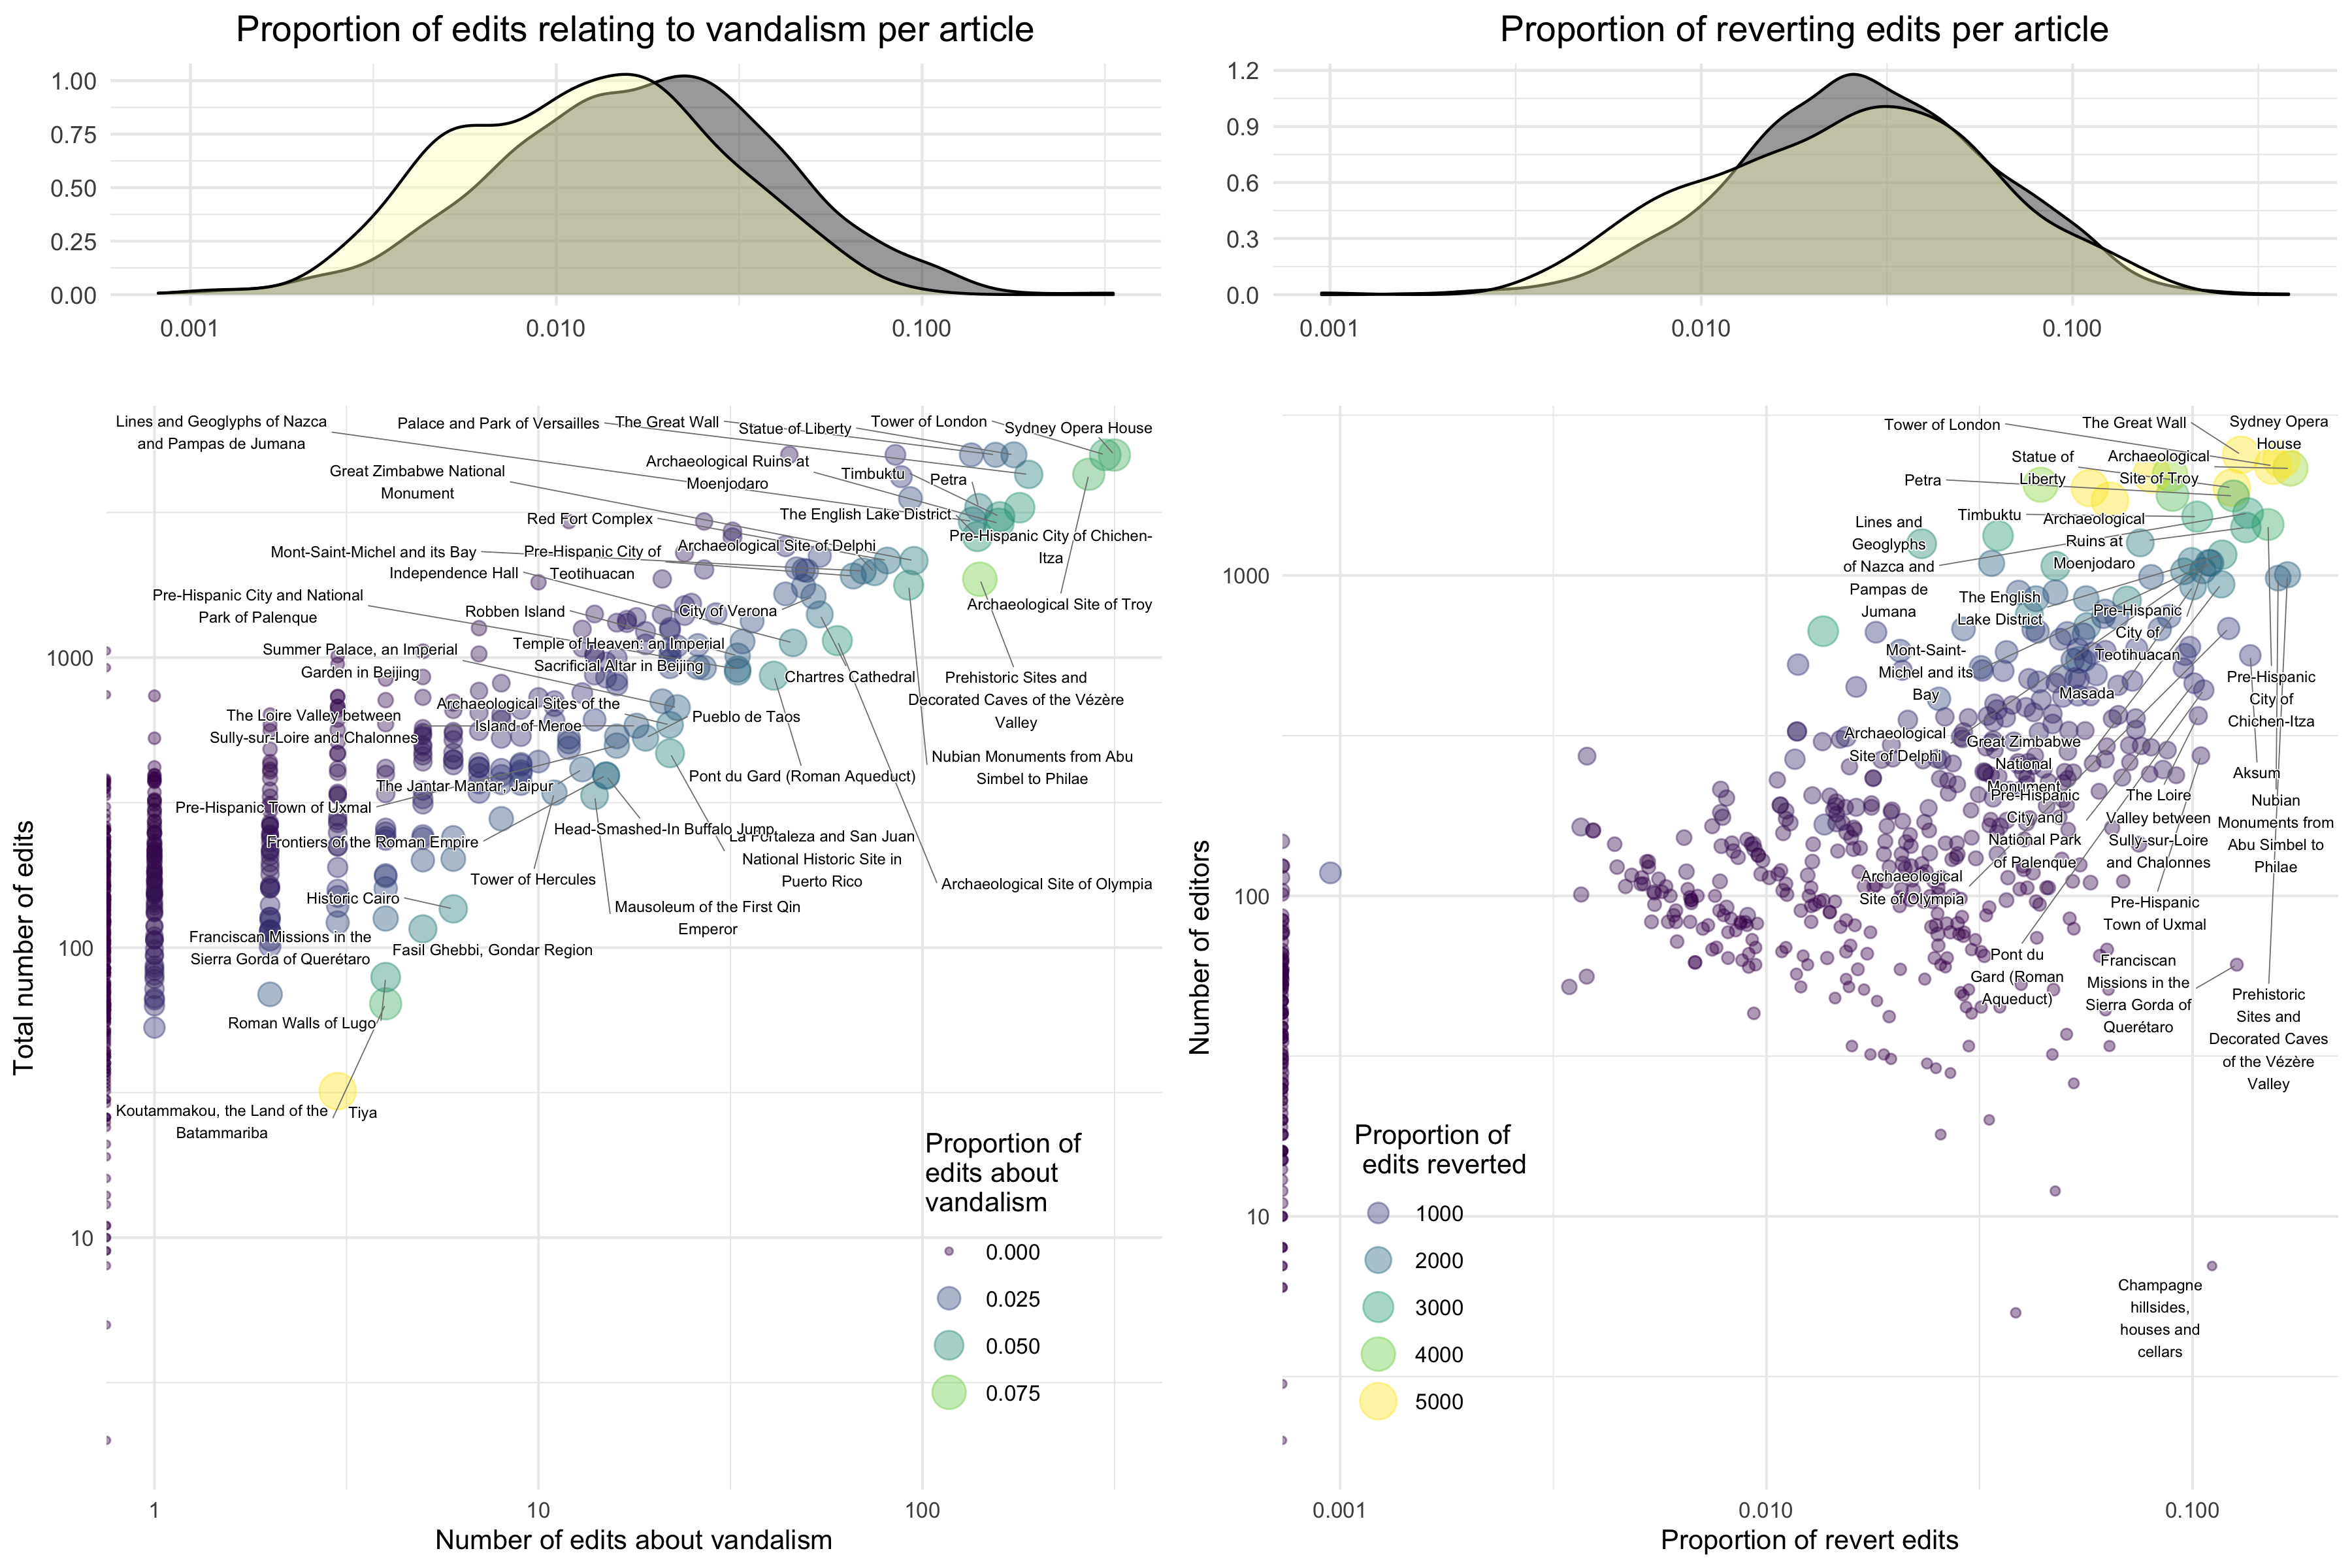 Proportion of edits relating to vandalism per article
1.00
0.75
0.50
0.25
0.00
0.001
0.010
0.100
Proportion of reverting edits per article
1.2
0.9
0.6
0.3
0.0
0.001
0.010
0.100
Total number of edits
1000
100
10
Lines and Geoglyphs of Nazca
and Pampas de Jumana
Palace and Park of Versailles
The Great Wall
Statue of Liberty
Tower of London
Sydney Opera House
Great Zimbabwe National
Monument
Archaeological Ruins at
Moenjodaro
Timbuktu
Petra
Red Fort Complex
The English Lake District
Mont-Saint-Michel and its Bay
Pre-Hispanic City of
Teotihuacan
Archaeological Site of Delphi
Pre-Hispanic City of Chichen-
Itza
Independence Hall
Pre-Hispanic City and National
Park of Palenque
Robben Island
City of Verona
Archaeological Site of Troy
Summer Palace, an Imperial
Garden in Beijing
Temple of Heaven: an Imperial
Sacrificial Altar in Beijing
Chartres Cathedral
Prehistoric Sites and
Decorated Caves of the Vézère
Valley
The Loire Valley between
Sully-sur-Loire and Chalonnes
Archaeological Sites of the
Island of Meroe
Pueblo de Taos
Nubian Monuments from Abu
Simbel to Philae
The Jantar Mantar, Jaipur
Pont du Gard (Roman Aqueduct)
Pre-Hispanic Town of Uxmal
Frontiers of the Roman Empire
Head-Smashed-In Buffalo Jump
La Fortaleza and San Juan
National Historic Site in
Puerto Rico
Tower of Hercules
Archaeological Site of Olympia
Historic Cairo
Mausoleum of the First Qin
Emperor
Franciscan Missions in the
Sierra Gorda of Querétaro
Fasil Ghebbi, Gondar Region
Roman Walls of Lugo
Koutammakou, the Land of the
Batammariba
Tiya
Proportion of
edits about
vandalism
0.000
0.025
0.050
0.075
1
10
100
Number of edits about vandalism
Number of editors
1000
100
10
Tower of London
The Great Wall
Sydney Opera
House
Statue of
Liberty
Archaeological
Site of Troy
Petra
Timbuktu
Lines and
Geoglyphs
of Nazca and
Pampas de
Jumana
Archaeological
Ruins at
Moenjodaro
The English
Lake District
Pre-Hispanic
City of
Teotihuacan
Mont-Saint-
Michel and its
Bay
Masada
Pre-Hispanic
City of
Chichen-Itza
Archaeological
Site of Delphi
Great Zimbabwe
National
Monument
Aksum
Pre-Hispanic
City and
National Park
of Palenque
The Loire
Valley between
Sully-sur-Loire
and Chalonnes
Nubian
Monuments from
Abu Simbel to
Philae
Archaeological
Site of Olympia
Pre-Hispanic
Town of Uxmal
Pont du
Gard (Roman
Aqueduct)
Franciscan
Missions in the
Sierra Gorda of
Querétaro
Prehistoric
Sites and
Decorated Caves
of the Vézère
Valley
Champagne
hillsides,
houses and
cellars
Proportion of
edits reverted
1000
2000
3000
4000
5000
0.001
0.010
0.100
Proportion of revert edits